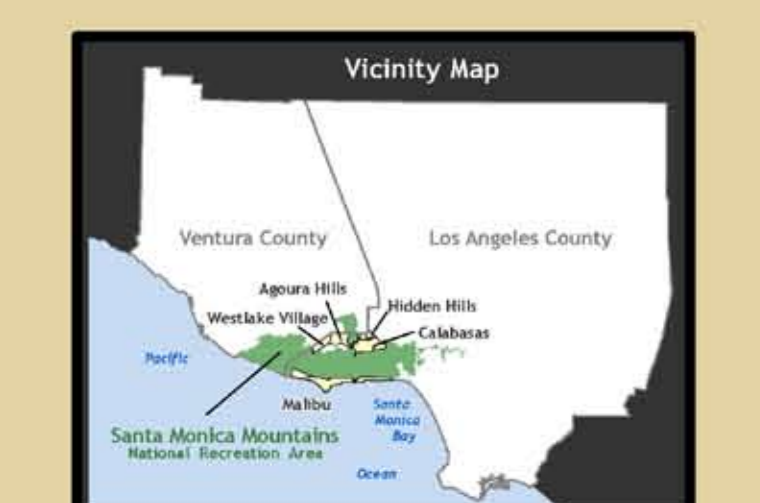 Vicinity Map
Ventura County
Los Angeles County
Agoura Hills
Hidden Hills
Westlake Village
Calabasas
Pacific
Malibu
Santa
Monica
Bay
Santa Monica Mountains
National Recreation Area
Ocean